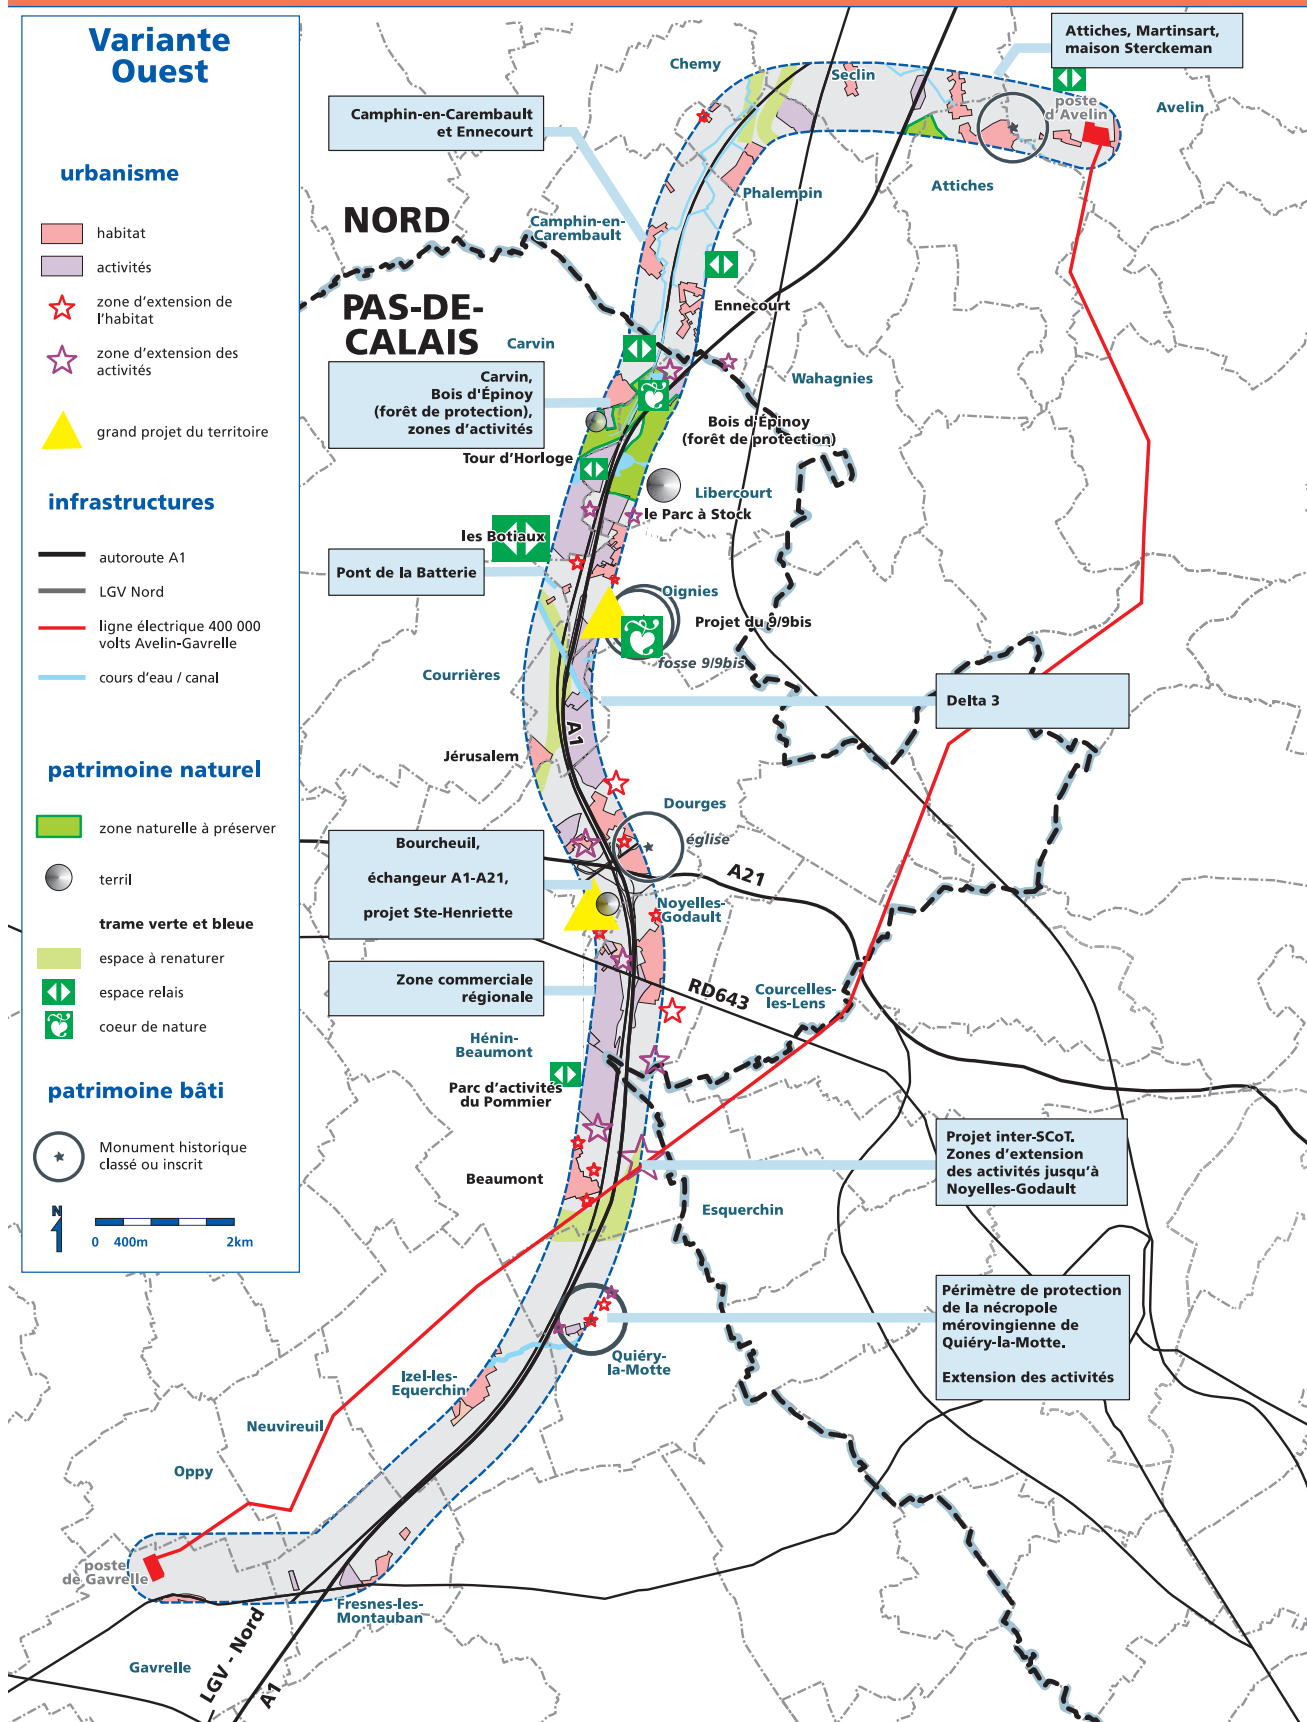 Variante
Ouest
urbanisme
habitat
activités
zone d'extension de
l'habitat
zone d'extension des
activités
grand projet du territoire
infrastructures
autoroute A1
LGV Nord
ligne électrique 400 000
volts Avelin-Gavrelle
cours d'eau / canal
patrimoine naturel
zone naturelle à préserver
terril
trame verte et bleue
espace à renaturer
espace relais
coeur de nature
patrimoine bâti
Monument historique
classé ou inscrit
N
0 400m 2km
Attiches, Martinsart,
maison Sterckeman
Chemy
Seclin
Avelin
poste
d'Avelin
Camphin-en-Carembault
et Ennecourt
Attiches
Phalempin
NORD
Camphin-en-
Carembault
PAS-DE-
CALAIS
Ennecourt
Carvin
Wahagnies
Carvin,
Bois d'Épinoy
(forêt de protection),
zones d'activités
Bois d'Épinoy
(forêt de protection)
Tour d'Horloge
Libercourt
le Parc à Stock
les Botiaux
Pont de la Batterie
Oignies
Projet du 9/9bis
fosse 9/9bis
Courrières
Delta 3
A1
Jérusalem
Dourges
église
Bourcheuil,
échangeur A1-A21,
projet Ste-Henriette
A21
Noyelles-
Godault
Zone commerciale
régionale
RD643
Courcelles-
les-Lens
Hénin-
Beaumont
Parc d'activités
du Pommier
Projet inter-SCoT.
Zones d'extension
des activités jusqu'à
Noyelles-Godault
Beaumont
Esquerchin
Périmètre de protection
de la nécropole
mérovingienne de
Quiéry-la-Motte.
Extension des activités
Quiéry-
la-Motte
Izel-les-
Equerchin
Neuvireuil
Oppy
poste
de Gavrelle
Fresnes-les-
Montauban
Gavrelle
LGV - Nord
A1